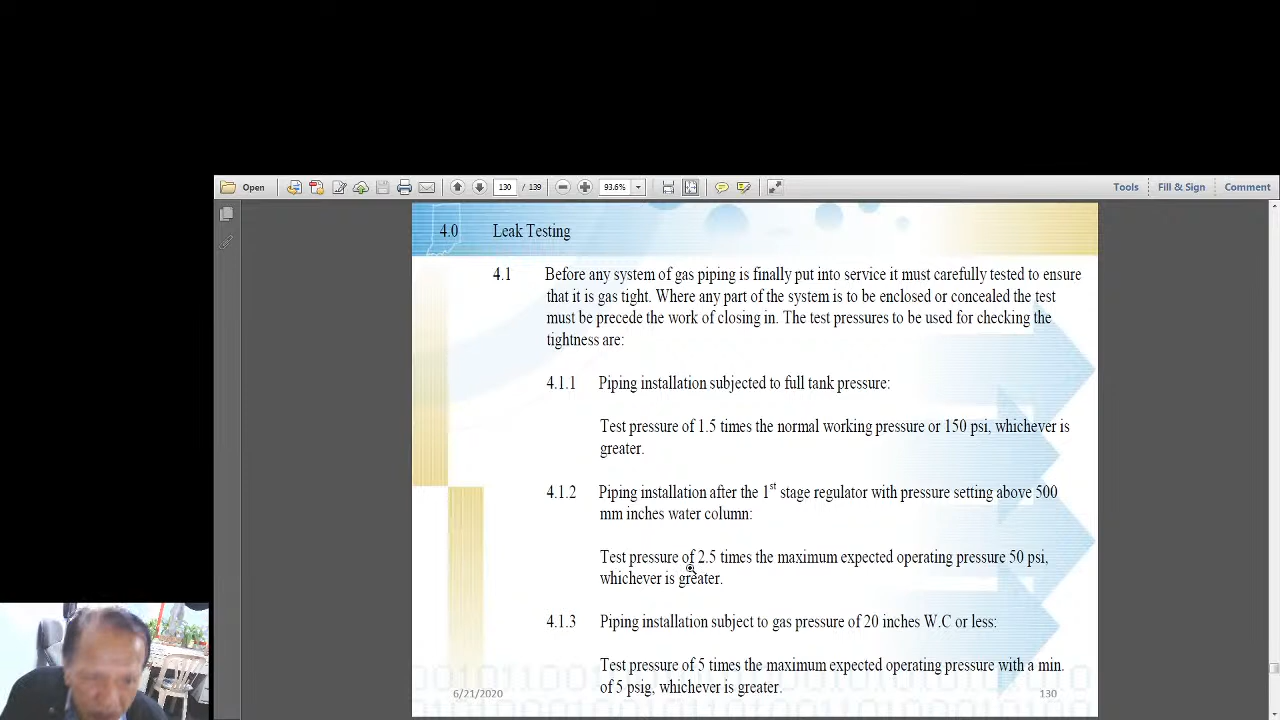 Open
130
/ 139
93.6%
Tools
Fill & Sign
Comment
4.0 Leak Testing
4.1 Before any system of gas piping is finally put into service it must carefully tested to ensure
that it is gas tight. Where any part of the system is to be enclosed or concealed the test
must be precede the work of closing in. The test pressures to be used for checking the
tightness of:
4.1.1 Piping installation subjected to full tank pressure:
Test pressure of 1.5 times the normal working pressure or 150 psi, whichever is
greater.
4.1.2 Piping installation after the 1st stage regulator with pressure setting above 500
mm inches water column:
Test pressure of 2.5 times the maximum expected operating pressure 50 psi,
whichever is greater.
4.1.3 Piping installation subject to gas pressure of 20 inches W.C or less:
Test pressure of 5 times the maximum expected operating pressure with a min.
of 5 psig, whichever is greater.
6/21/2020
130